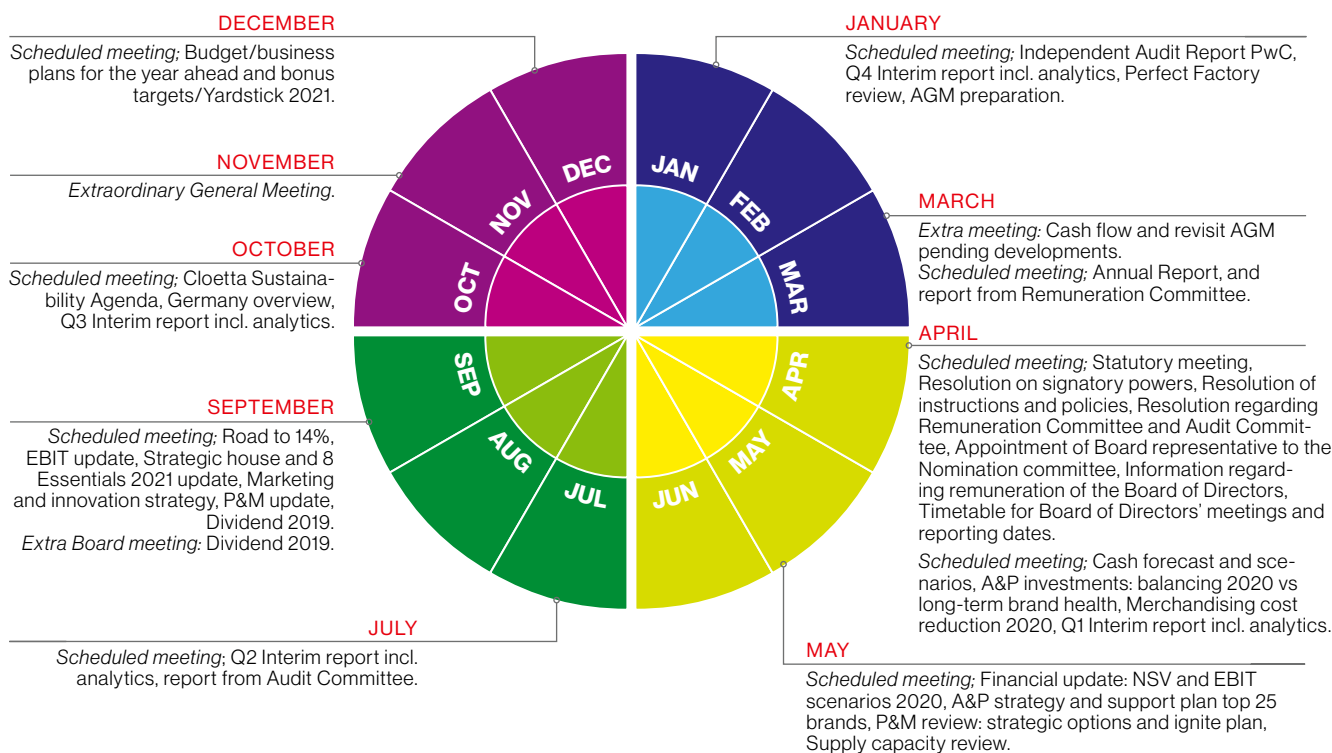 DECEMBER
Scheduled meeting; Budget/business
plans for the year ahead and bonus
targets/Yardstick 2021.
NOVEMBER
Extraordinary General Meeting.
OCTOBER
Scheduled meeting; Cloetta Sustaina-
bility Agenda, Germany overview,
Q3 Interim report incl. analytics.
SEPTEMBER
Scheduled meeting; Road to 14%,
EBIT update, Strategic house and 8
Essentials 2021 update, Marketing
and innovation strategy, P&M update,
Dividend 2019.
Extra Board meeting: Dividend 2019.
JULY
Scheduled meeting; Q2 Interim report incl.
analytics, report from Audit Committee.
JAN
FEB
MAR
APR
MAY
JUN
JUL
AUG
SEP
OCT
NOV
DEC
JANUARY
Scheduled meeting; Independent Audit Report PwC,
Q4 Interim report incl. analytics, Perfect Factory
review, AGM preparation.
MARCH
Extra meeting: Cash flow and revisit AGM
pending developments.
Scheduled meeting; Annual Report, and
report from Remuneration Committee.
APRIL
Scheduled meeting; Statutory meeting,
Resolution on signatory powers, Resolution of
instructions and policies, Resolution regarding
Remuneration Committee and Audit Commit-
tee, Appointment of Board representative to the
Nomination committee, Information regard-
ing remuneration of the Board of Directors,
Timetable for Board of Directors' meetings and
reporting dates.
Scheduled meeting; Cash forecast and sce-
narios, A&P investments: balancing 2020 vs
long-term brand health, Merchandising cost
reduction 2020, Q1 Interim report incl. analytics.
MAY
Scheduled meeting; Financial update: NSV and EBIT
scenarios 2020, A&P strategy and support plan top 25
brands, P&M review: strategic options and ignite plan,
Supply capacity review.